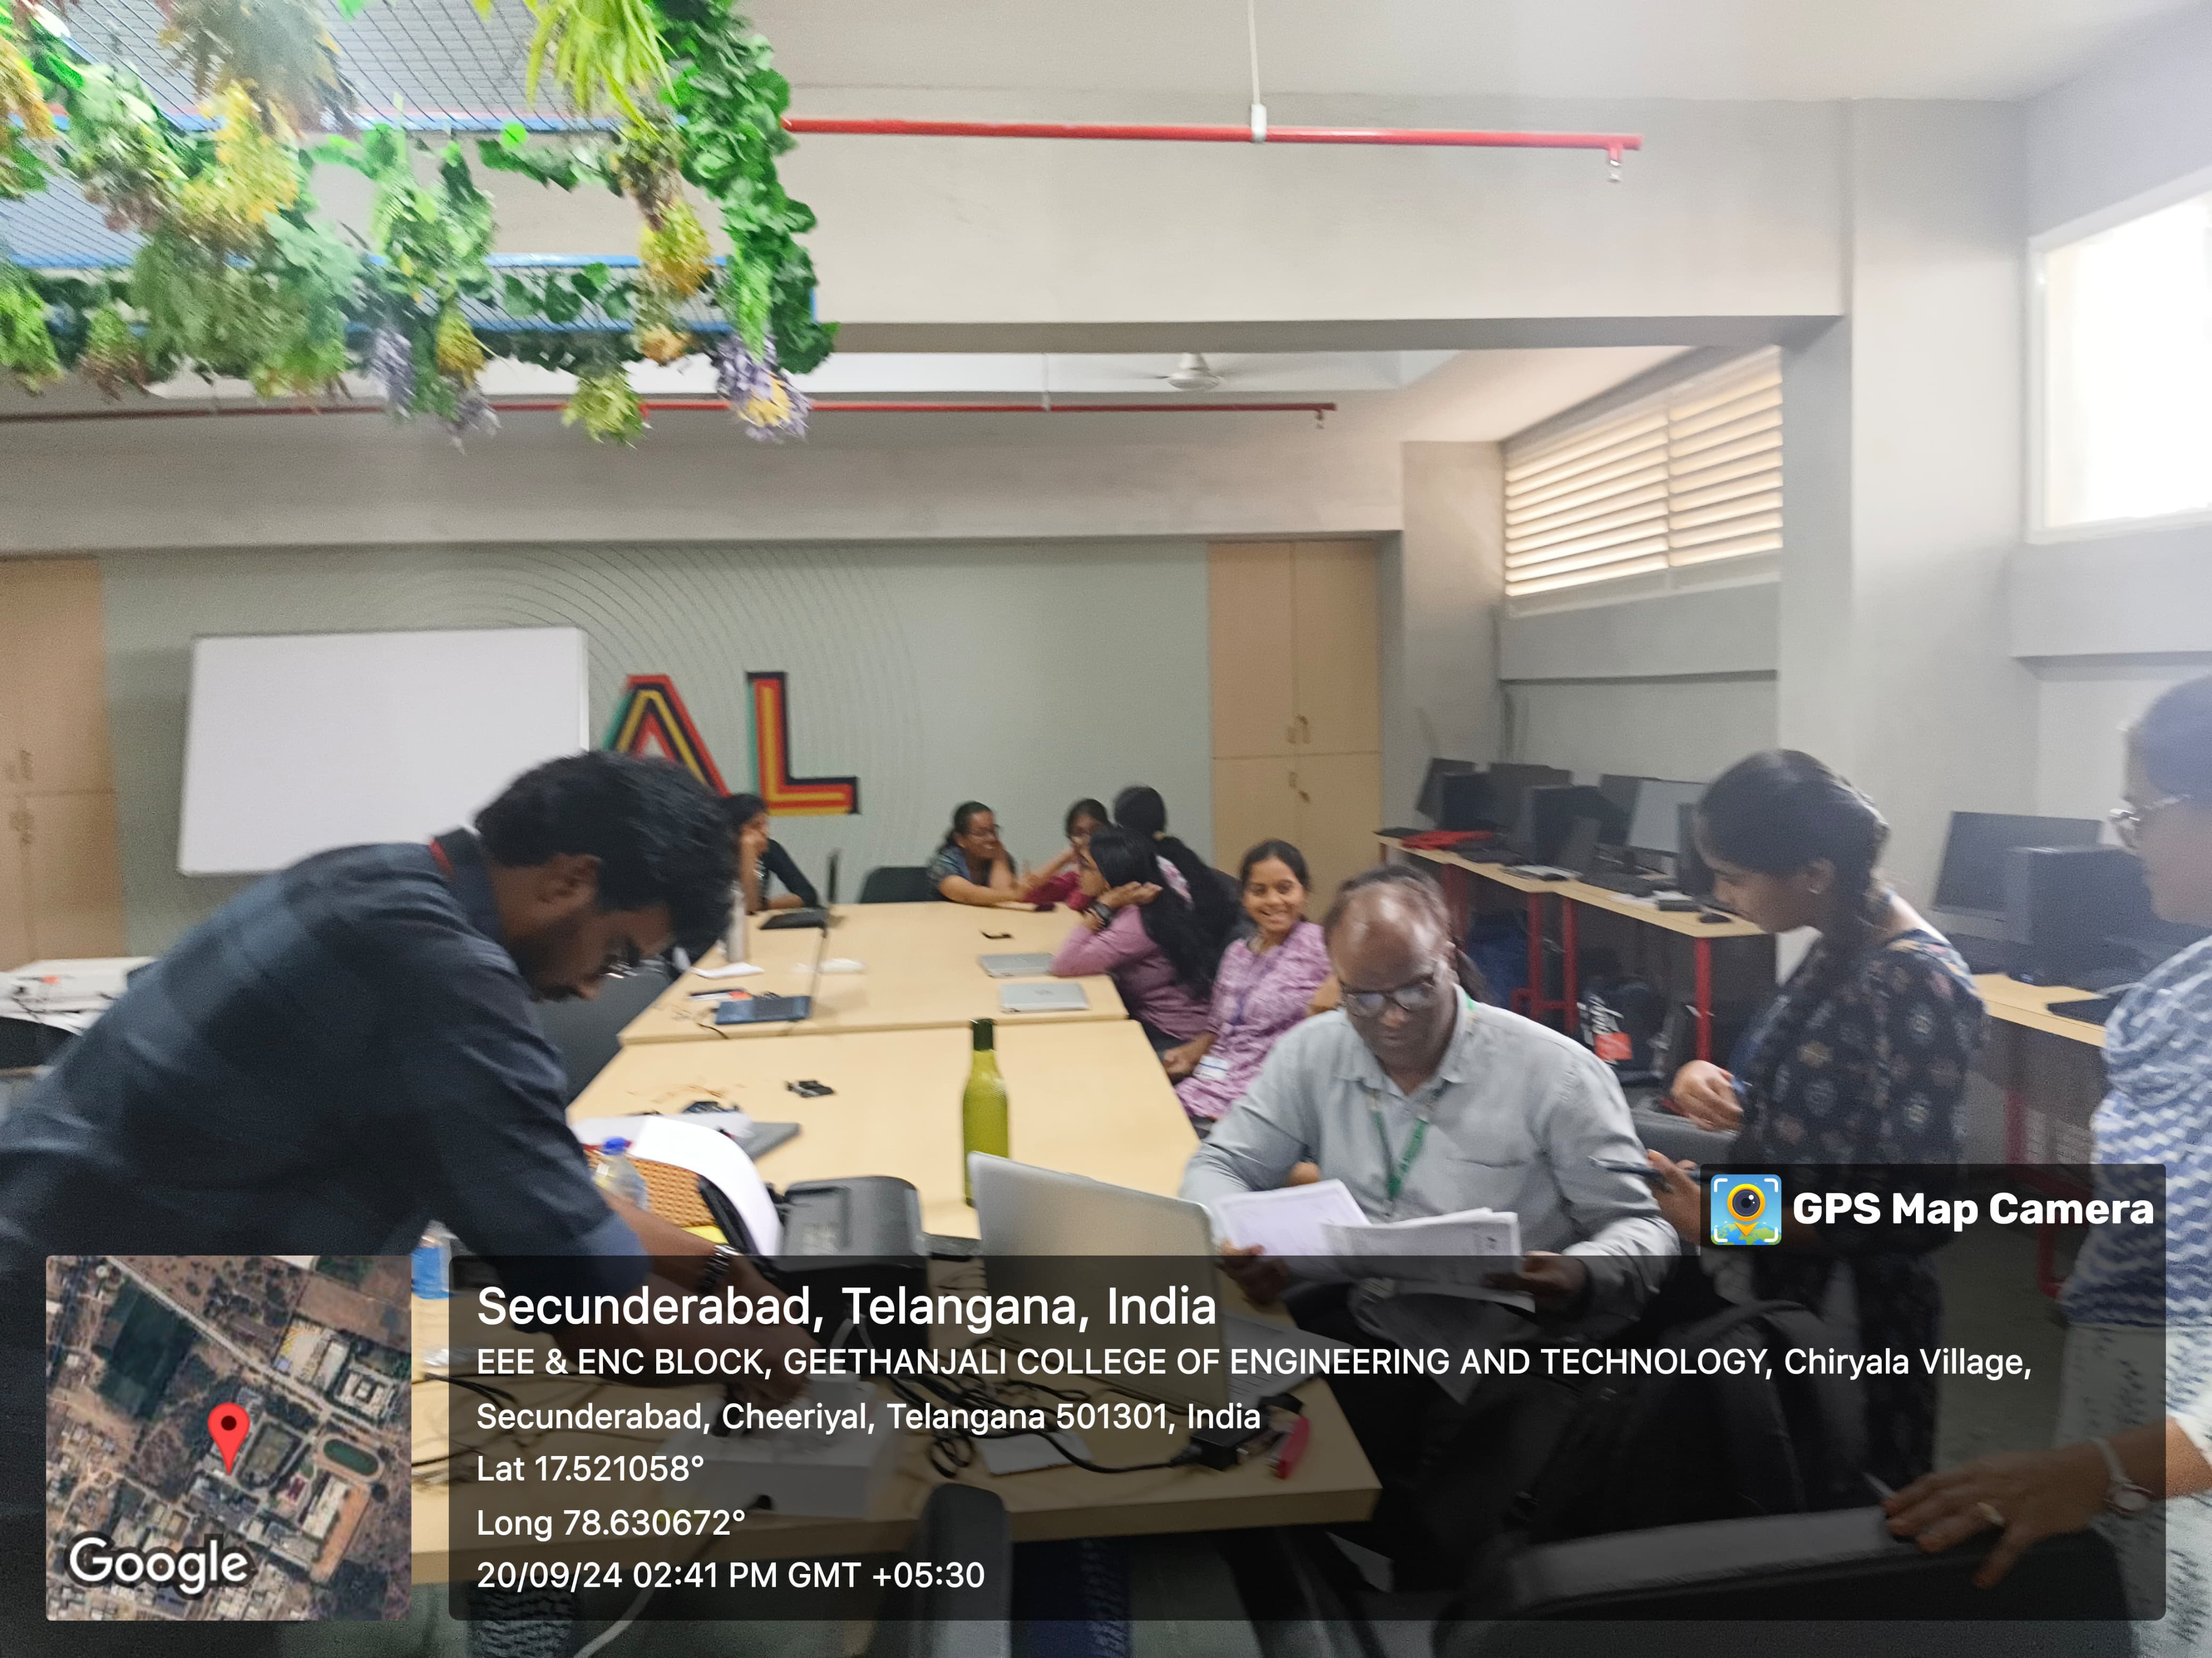 AL
GPS Map Camera
Secunderabad, Telangana, India
EEE & ENC BLOCK, GEETHANJALI COLLEGE OF ENGINEERING AND TECHNOLOGY, Chiryala Village,
Secunderabad, Cheeriyal, Telangana 501301, India
Lat 17.521058°
Long 78.630672°
20/09/24 02:41 PM GMT +05:30
Google